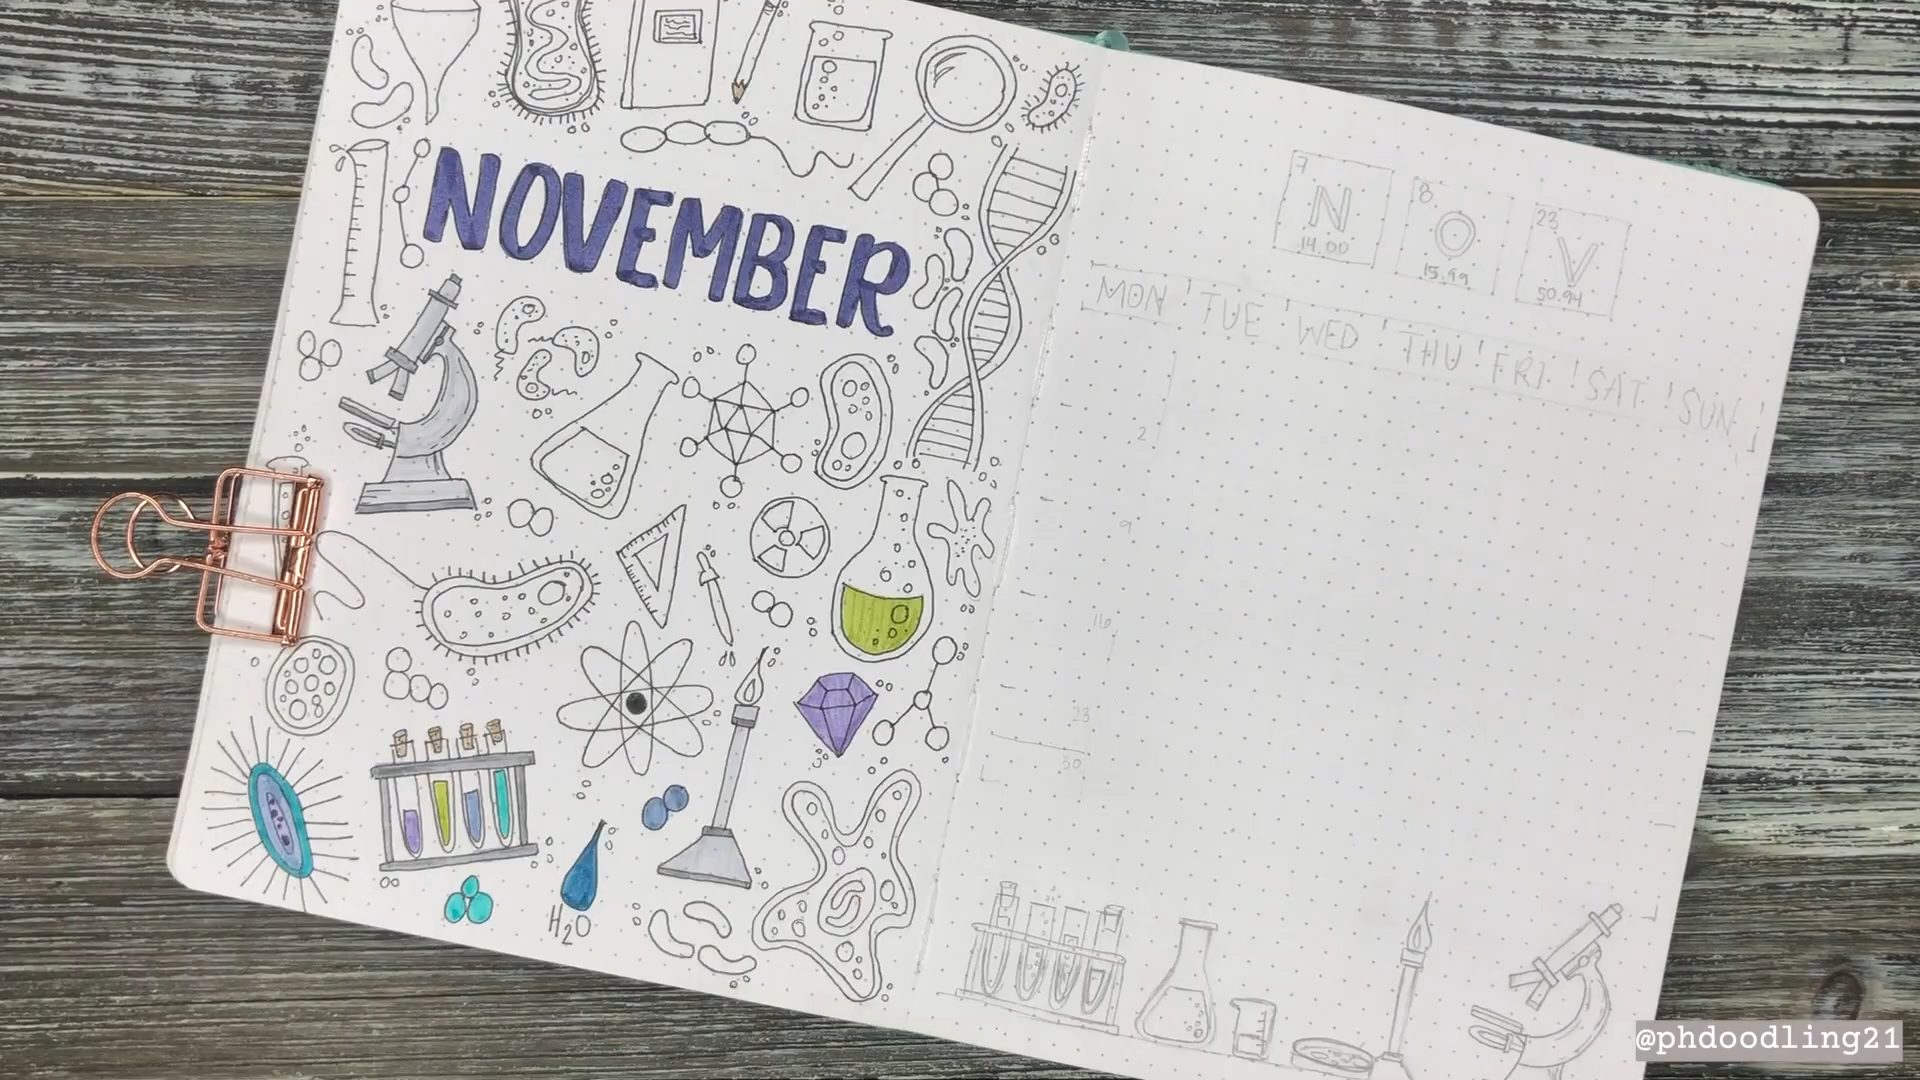 NOVEMBER
H2O
7
N
14.00
8
O
15.99
23
V
50.94
MON TUE WED THU FRI SAT SUN
2
9
16
23
30
@phdoodling21